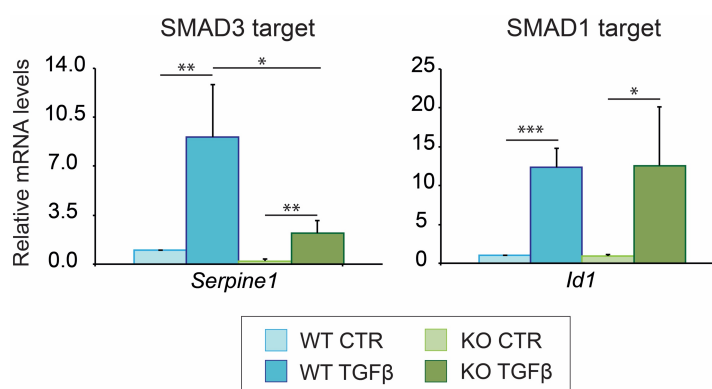 SMAD3 target
SMAD1 target
Relative mRNA levels
14.0
10.5
7.0
3.5
0.0
** *
**
Serpine1
25
20
15
10
5
0
***
*
Id1
WT CTR
KO CTR
WT TGFβ
KO TGFβ